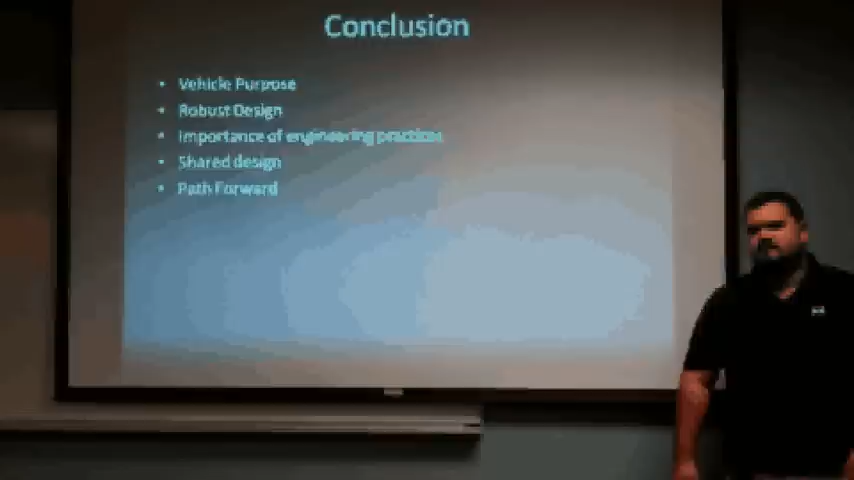 Conclusion
• Vehicle Purpose
• Robust Design
• Importance of engineering practices
• Shared design
• Path Forward